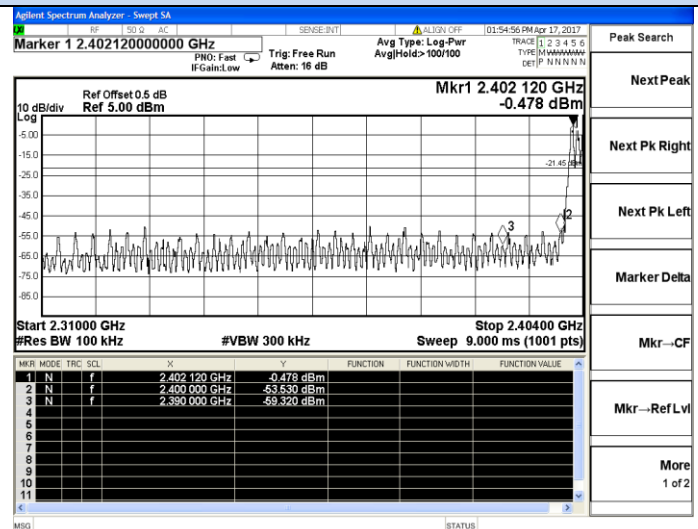 Agilent Spectrum Analyzer - Swept SA
LXI RF 50 Ω AC SENSE:INT ALIGN OFF 01:54:56 PM Apr 17, 2017
Marker 1 2.402120000000 GHz
PNO: Fast
IFGain:Low
Trig: Free Run
Atten: 16 dB
Avg Type: Log-Pwr
Avg|Hold:>100/100
TRACE 1 2 3 4 5 6
TYPE M
DET P N N N N N
Mkr1 2.402 120 GHz
-0.478 dBm
Ref Offset 0.5 dB
10 dB/div Ref 5.00 dBm
Log
-5.00
-15.0
-21.45 dBm
-25.0
-35.0
-45.0
2
-55.0
3
-65.0
-75.0
-85.0
Start 2.31000 GHz Stop 2.40400 GHz
#Res BW 100 kHz #VBW 300 kHz Sweep 9.000 ms (1001 pts)
MKR MODE TRC SCL X Y FUNCTION FUNCTION WIDTH FUNCTION VALUE
1 N f 2.402 120 GHz -0.478 dBm
2 N f 2.400 000 GHz -53.530 dBm
3 N f 2.390 000 GHz -59.320 dBm
4
5
6
7
8
9
10
11
MSG STATUS
Peak Search
Next Peak
Next Pk Right
Next Pk Left
Marker Delta
Mkr→CF
Mkr→Ref Lvl
More
1 of 2